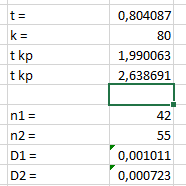 t = 0,804087
k = 80
t kp 1,990063
t kp 2,638691
n1 = 42
n2 = 55
D1 = 0,001011
D2 = 0,000723